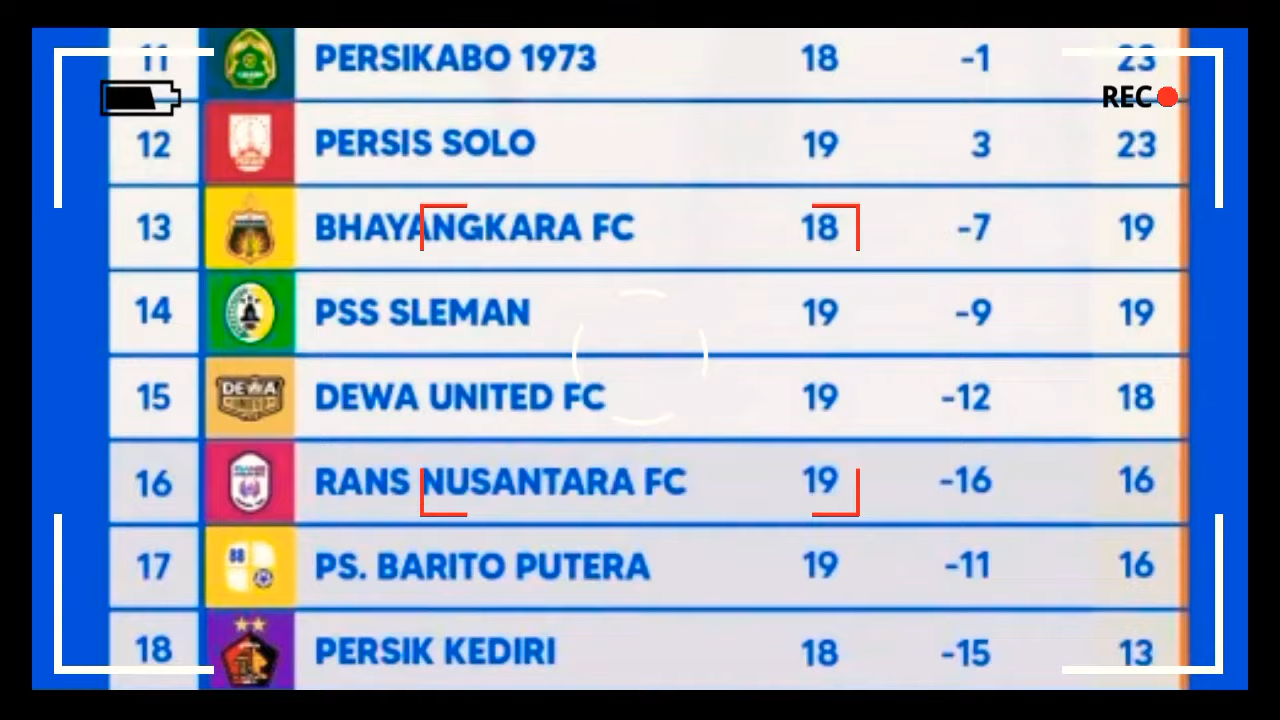 11 PERSIKABO 1973 18 -1 23
REC
12 PERSIS SOLO 19 3 23
13 BHAYANGKARA FC 18 -7 19
14 PSS SLEMAN 19 -9 19
15 DEWA DEWA UNITED FC 19 -12 18
16 RANS NUSANTARA FC 19 -16 16
17 88 PS. BARITO PUTERA 19 -11 16
18 PERSIK KEDIRI 18 -15 13